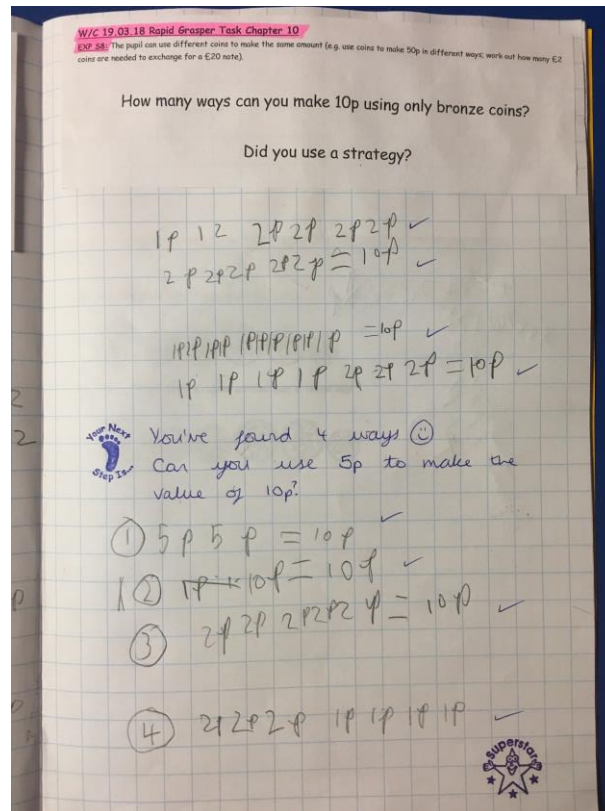 W/C 19.03.18 Rapid Grasper Task Chapter 10
EXP S8: The pupil can use different coins to make the same amount (e.g. use coins to make 50p in different ways; work out how many £2
coins are needed to exchange for a £20 note).
How many ways can you make 10p using only bronze coins?
Did you use a strategy?
1p 12 2p 2p 2p 2p
2p 2p 2p 2p 2p = 10p
1p 1p 1p 1p 1p 1p 1p 1p 1p 1p = 10p
1p 1p 1p 1p 2p 2p 2p = 10p
Your Next
Step Is...
You've found 4 ways
Can you use 5p to make the
value of 10p?
① 5p 5p = 10p
② 10p = 10p
③ 2p 2p 2p 2p 2p = 10p
④ 2p 2p 2p 1p 1p 1p 1p
Superstar